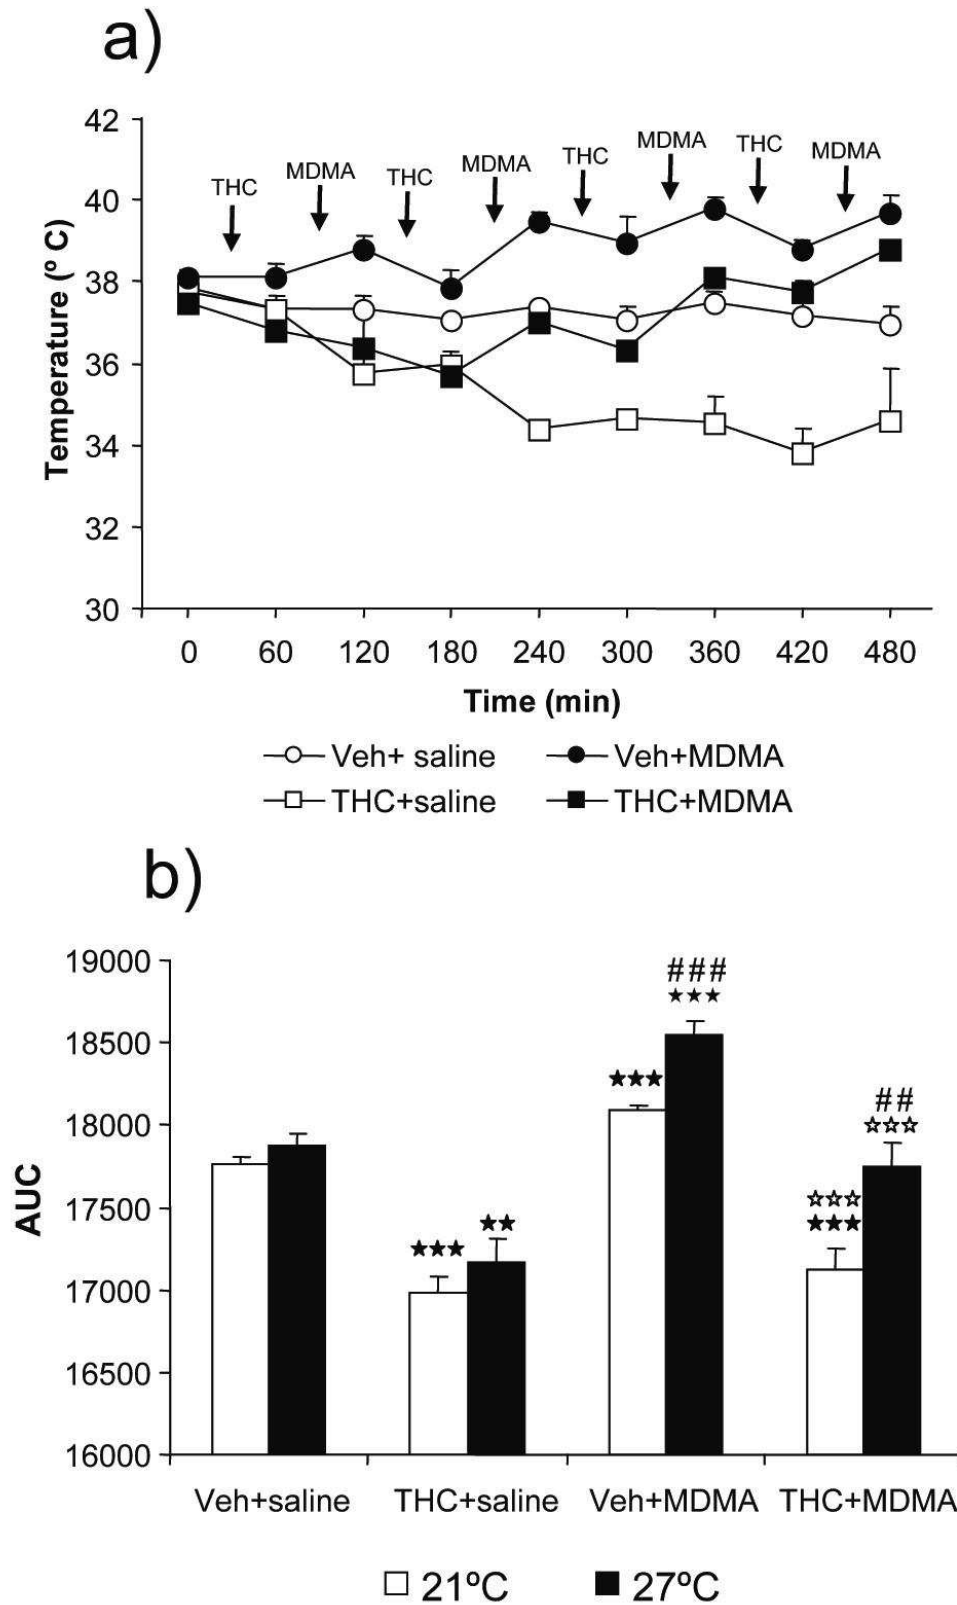 a)
42
40
38
36
34
32
30
Temperature (º C)
THC
MDMA
THC
MDMA
THC
MDMA
THC
MDMA
0 60 120 180 240 300 360 420 480
Time (min)
Veh+ saline Veh+MDMA
THC+saline THC+MDMA
b)
19000
18500
18000
17500
17000
16500
16000
AUC
★★★
★★
★★★
###
★★★
☆☆☆
★★★
##
☆☆☆
Veh+saline THC+saline Veh+MDMA THC+MDMA
21ºC 27ºC